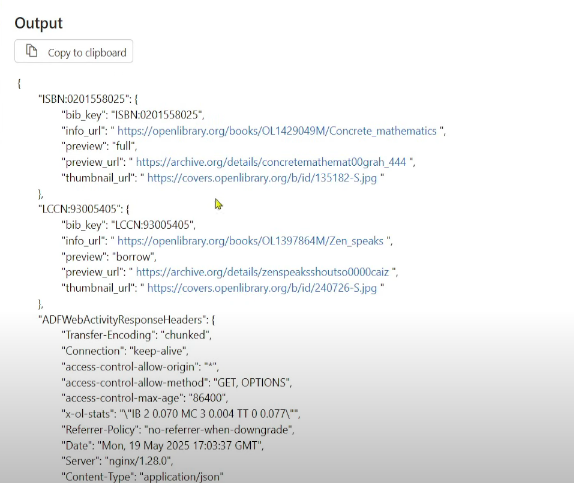 Output
Copy to clipboard
{
"ISBN:0201558025": {
"bib_key": "ISBN:0201558025",
"info_url": " https://openlibrary.org/books/OL1429049M/Concrete_mathematics ",
"preview": "full",
"preview_url": " https://archive.org/details/concretemathemat00grah_444 ",
"thumbnail_url": " https://covers.openlibrary.org/b/id/135182-S.jpg "
},
"LCCN:93005405": {
"bib_key": "LCCN:93005405",
"info_url": " https://openlibrary.org/books/OL1397864M/Zen_speaks ",
"preview": "borrow",
"preview_url": " https://archive.org/details/zenspeaksshoutso0000caiz ",
"thumbnail_url": " https://covers.openlibrary.org/b/id/240726-S.jpg "
},
"ADFWebActivityResponseHeaders": {
"Transfer-Encoding": "chunked",
"Connection": "keep-alive",
"access-control-allow-origin": "*",
"access-control-allow-method": "GET, OPTIONS",
"access-control-max-age": "86400",
"x-ol-stats": "\"IB 2 0.070 MC 3 0.004 TT 0 0.077\"",
"Referrer-Policy": "no-referrer-when-downgrade",
"Date": "Mon, 19 May 2025 17:03:37 GMT",
"Server": "nginx/1.28.0",
"Content-Type": "application/json"